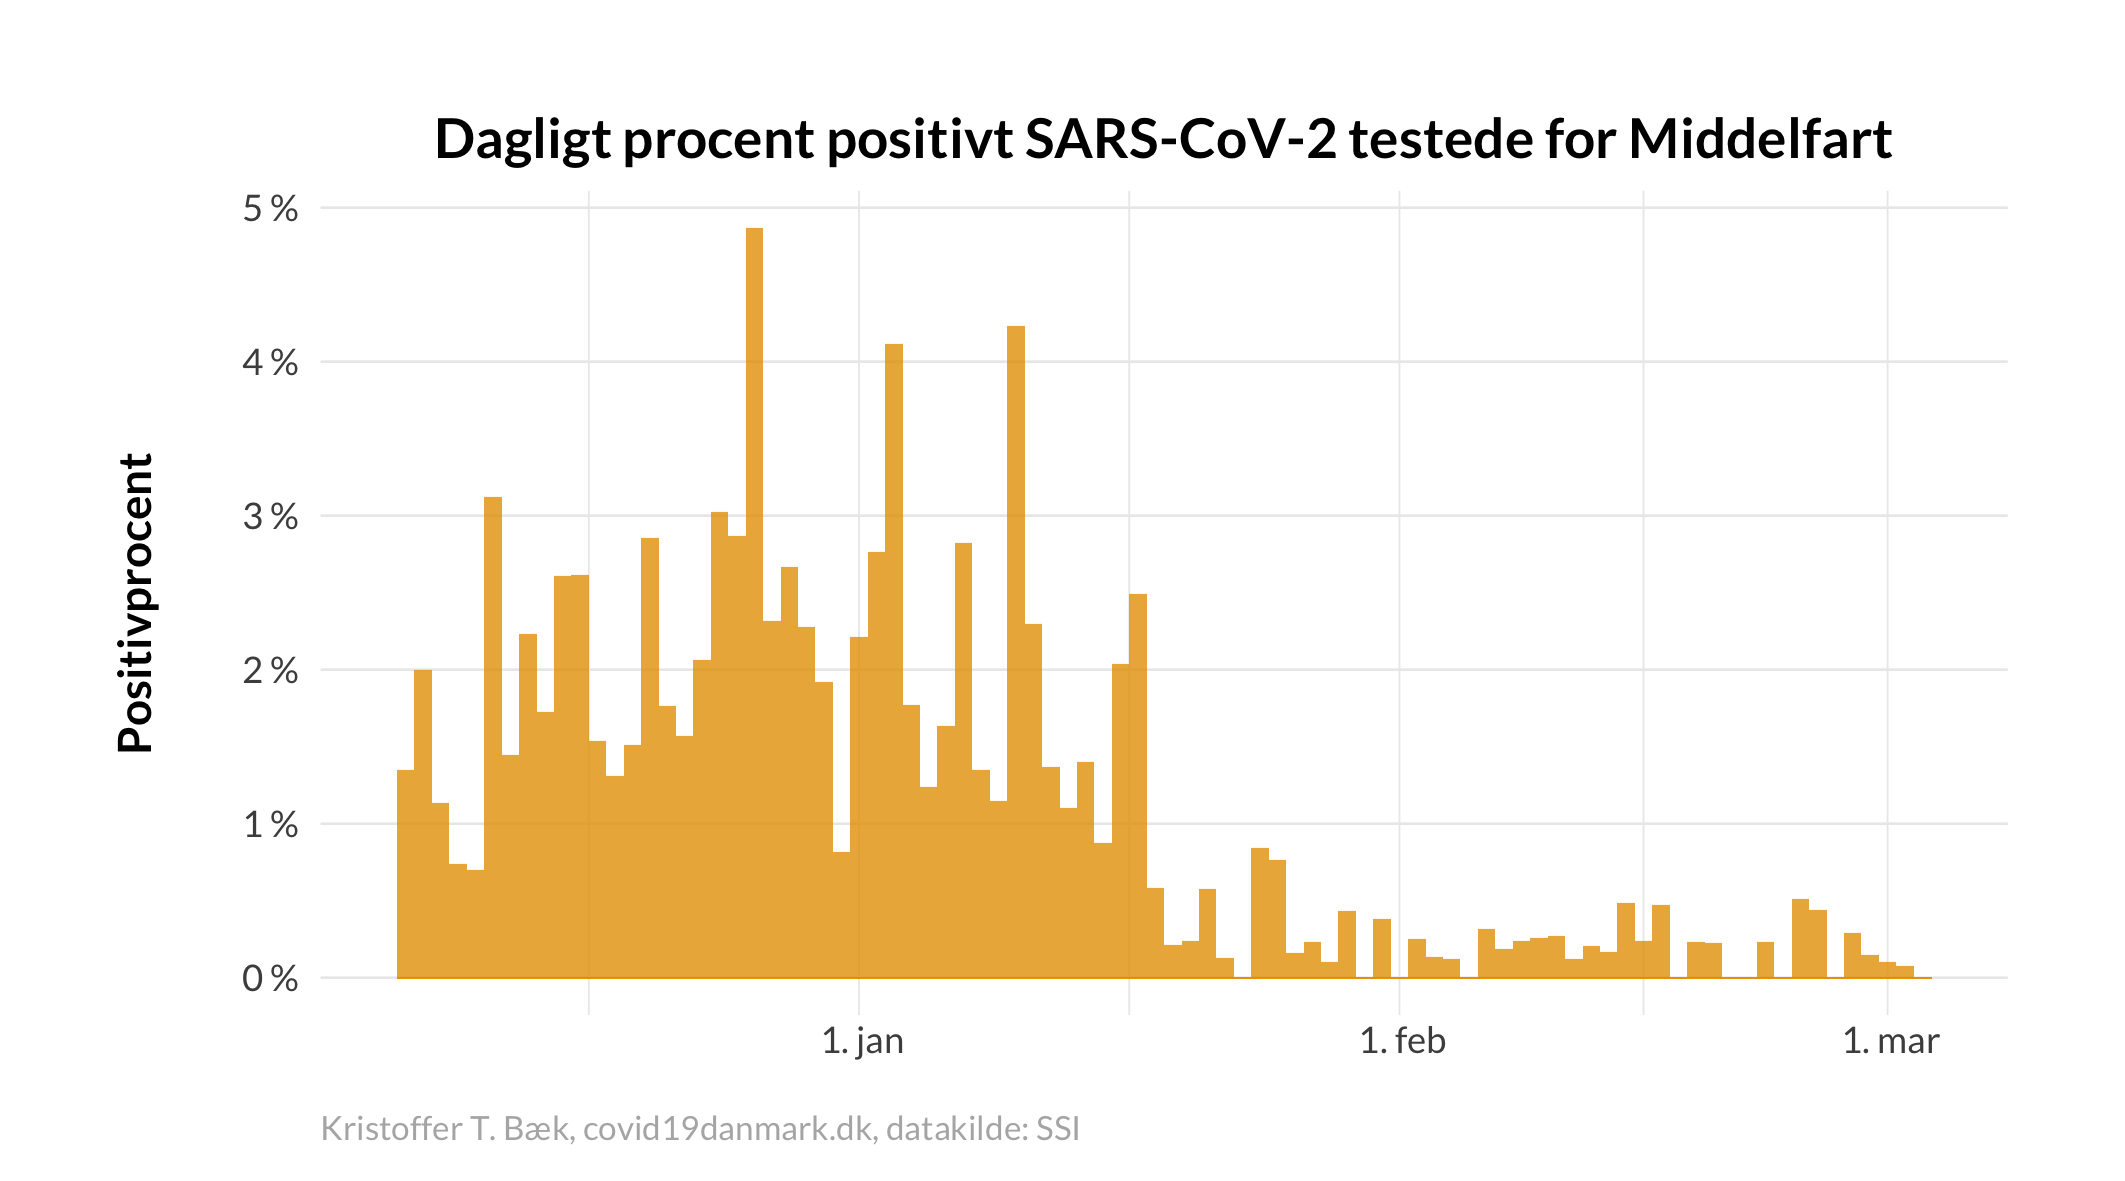 Dagligt procent positivt SARS-CoV-2 testede for Middelfart
Positivprocent
5 %
4 %
3 %
2 %
1 %
0 %
1. jan
1. feb
1. mar
Kristoffer T. Bæk, covid19danmark.dk, datakilde: SSI